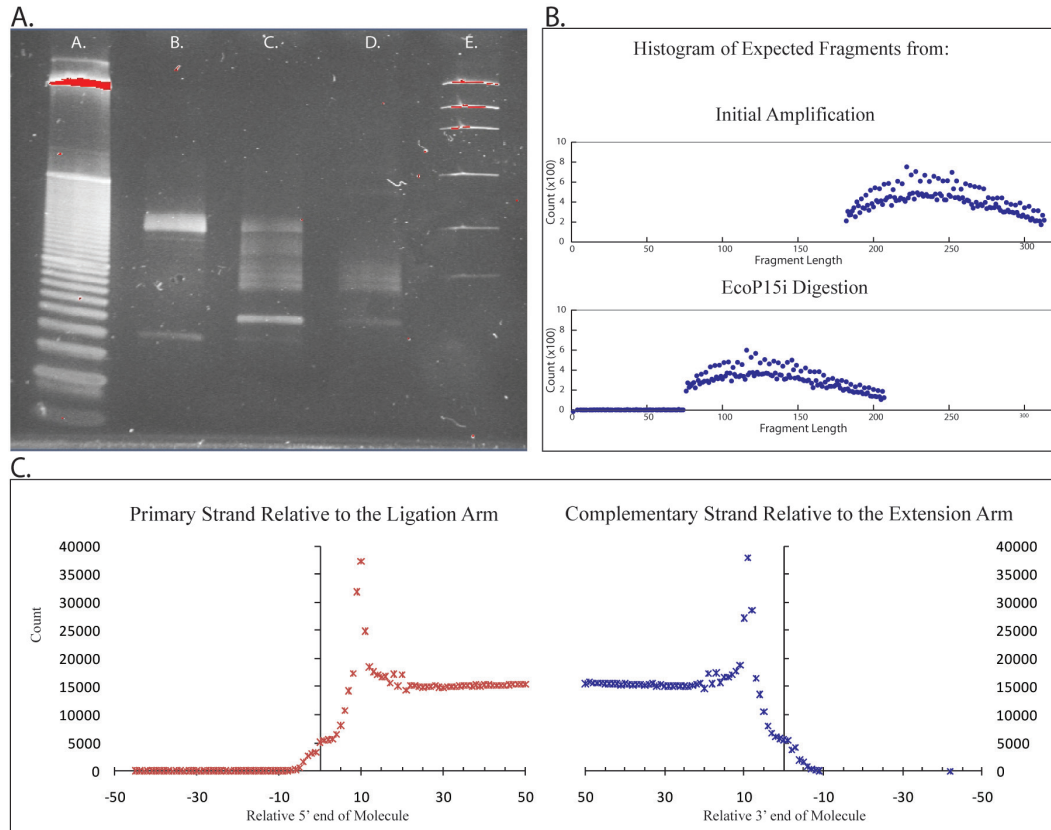 A.
A. B. C. D. E.
B.
Histogram of Expected Fragments from:
Initial Amplification
Count (x100)
10
8
6
4
2
0
0 50 100 150 200 250 300
Fragment Length
EcoP15i Digestion
Count (x100)
10
8
6
4
2
0
0 50 100 150 200 250 300
Fragment Length
C.
Primary Strand Relative to the Ligation Arm
Count
40000
35000
30000
25000
20000
15000
10000
5000
0
-50 -30 -10 10 30 50
Relative 5' end of Molecule
Complementary Strand Relative to the Extension Arm
40000
35000
30000
25000
20000
15000
10000
5000
0
50 30 10 -10 -30 -50
Relative 3' end of Molecule